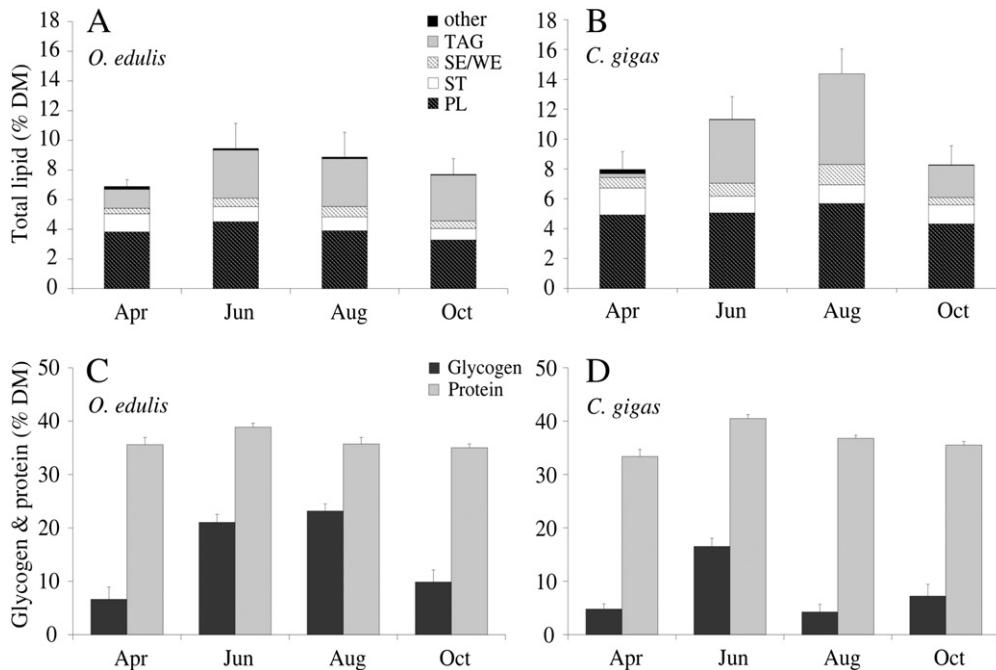 A
O. edulis
other
TAG
SE/WE
ST
PL
Total lipid (% DM)
18
16
14
12
10
8
6
4
2
0
Apr Jun Aug Oct
B
C. gigas
18
16
14
12
10
8
6
4
2
0
Apr Jun Aug Oct
C
O. edulis
Glycogen
Protein
Glycogen & protein (% DM)
50
40
30
20
10
0
Apr Jun Aug Oct
D
C. gigas
50
40
30
20
10
0
Apr Jun Aug Oct